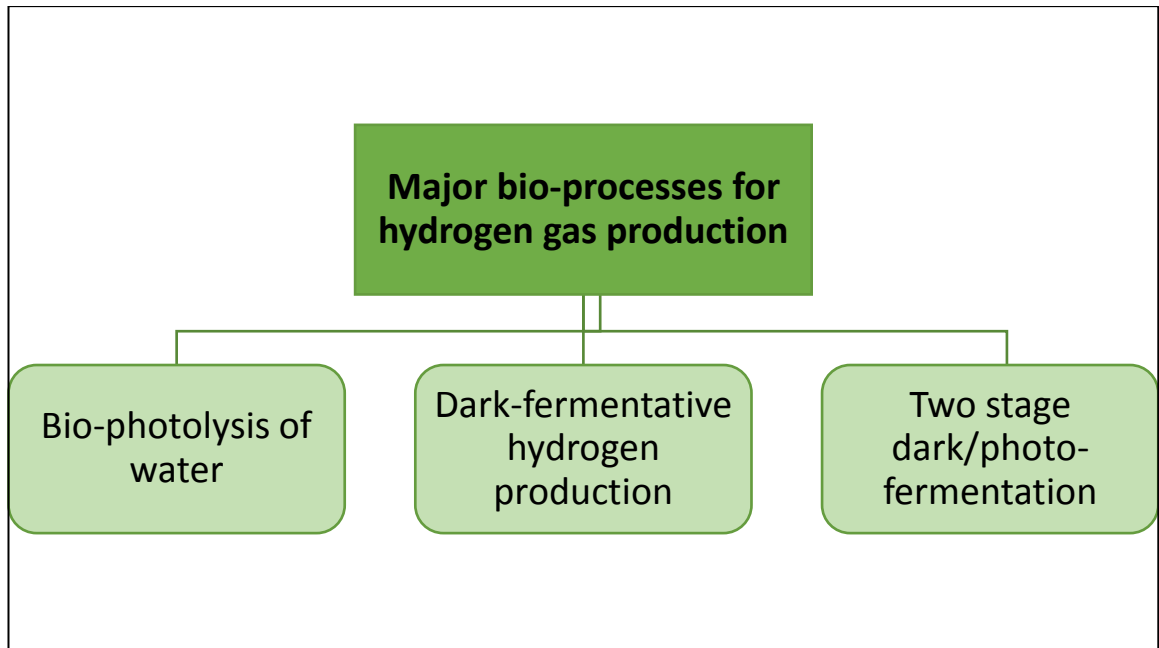 Major bio-processes for
hydrogen gas production
Bio-photolysis of
water
Dark-fermentative
hydrogen
production
Two stage
dark/photo-
fermentation